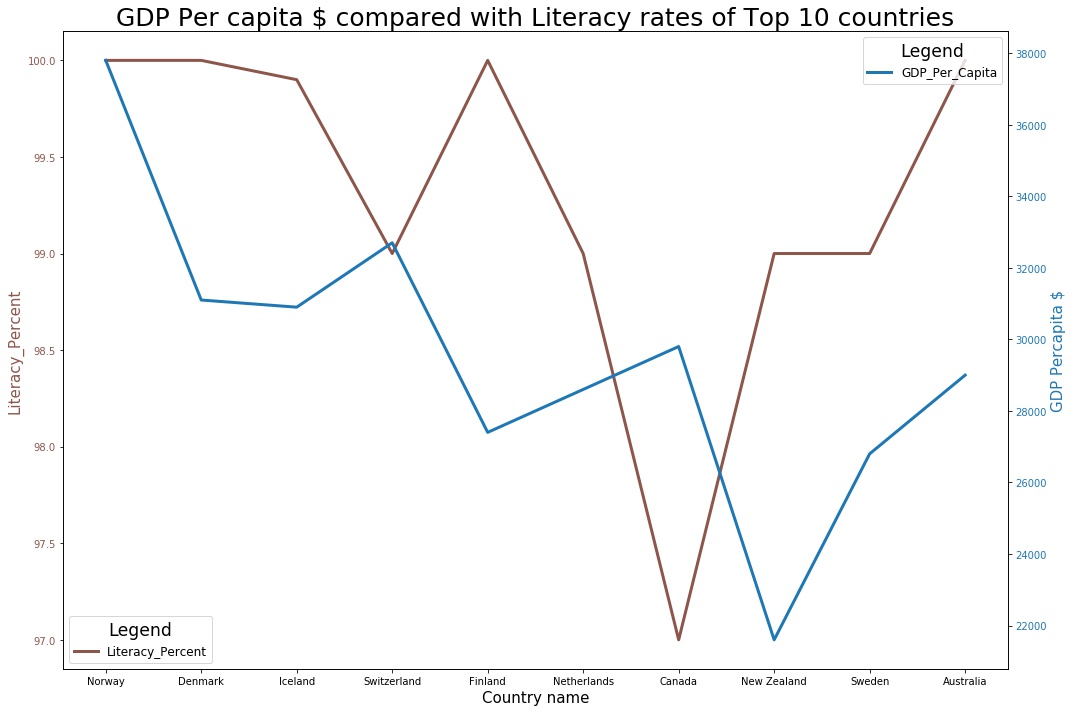 GDP Per capita $ compared with Literacy rates of Top 10 countries
Legend
GDP_Per_Capita
100.0
99.5
99.0
98.5
98.0
97.5
97.0
Literacy_Percent
38000
36000
34000
32000
30000
28000
26000
24000
22000
GDP Percapita $
Legend
Literacy_Percent
Norway Denmark Iceland Switzerland Finland Netherlands Canada New Zealand Sweden Australia
Country name